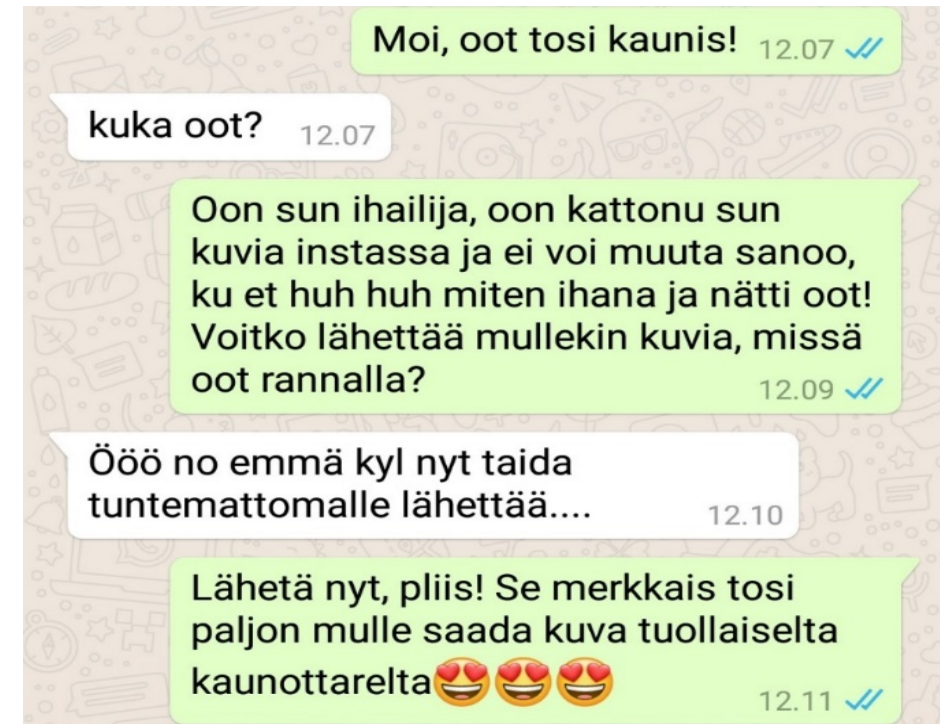 Moi, oot tosi kaunis! 12.07
kuka oot? 12.07
Oon sun ihailija, oon kattonu sun
kuvia instassa ja ei voi muuta sanoo,
ku et huh huh miten ihana ja nätti oot!
Voitko lähettää mullekin kuvia, missä
oot rannalla? 12.09
Ööö no emmä kyl nyt taida
tuntemattomalle lähettää.... 12.10
Lähetä nyt, pliis! Se merkkais tosi
paljon mulle saada kuva tuollaiselta
kaunottarelta😍😍😍 12.11